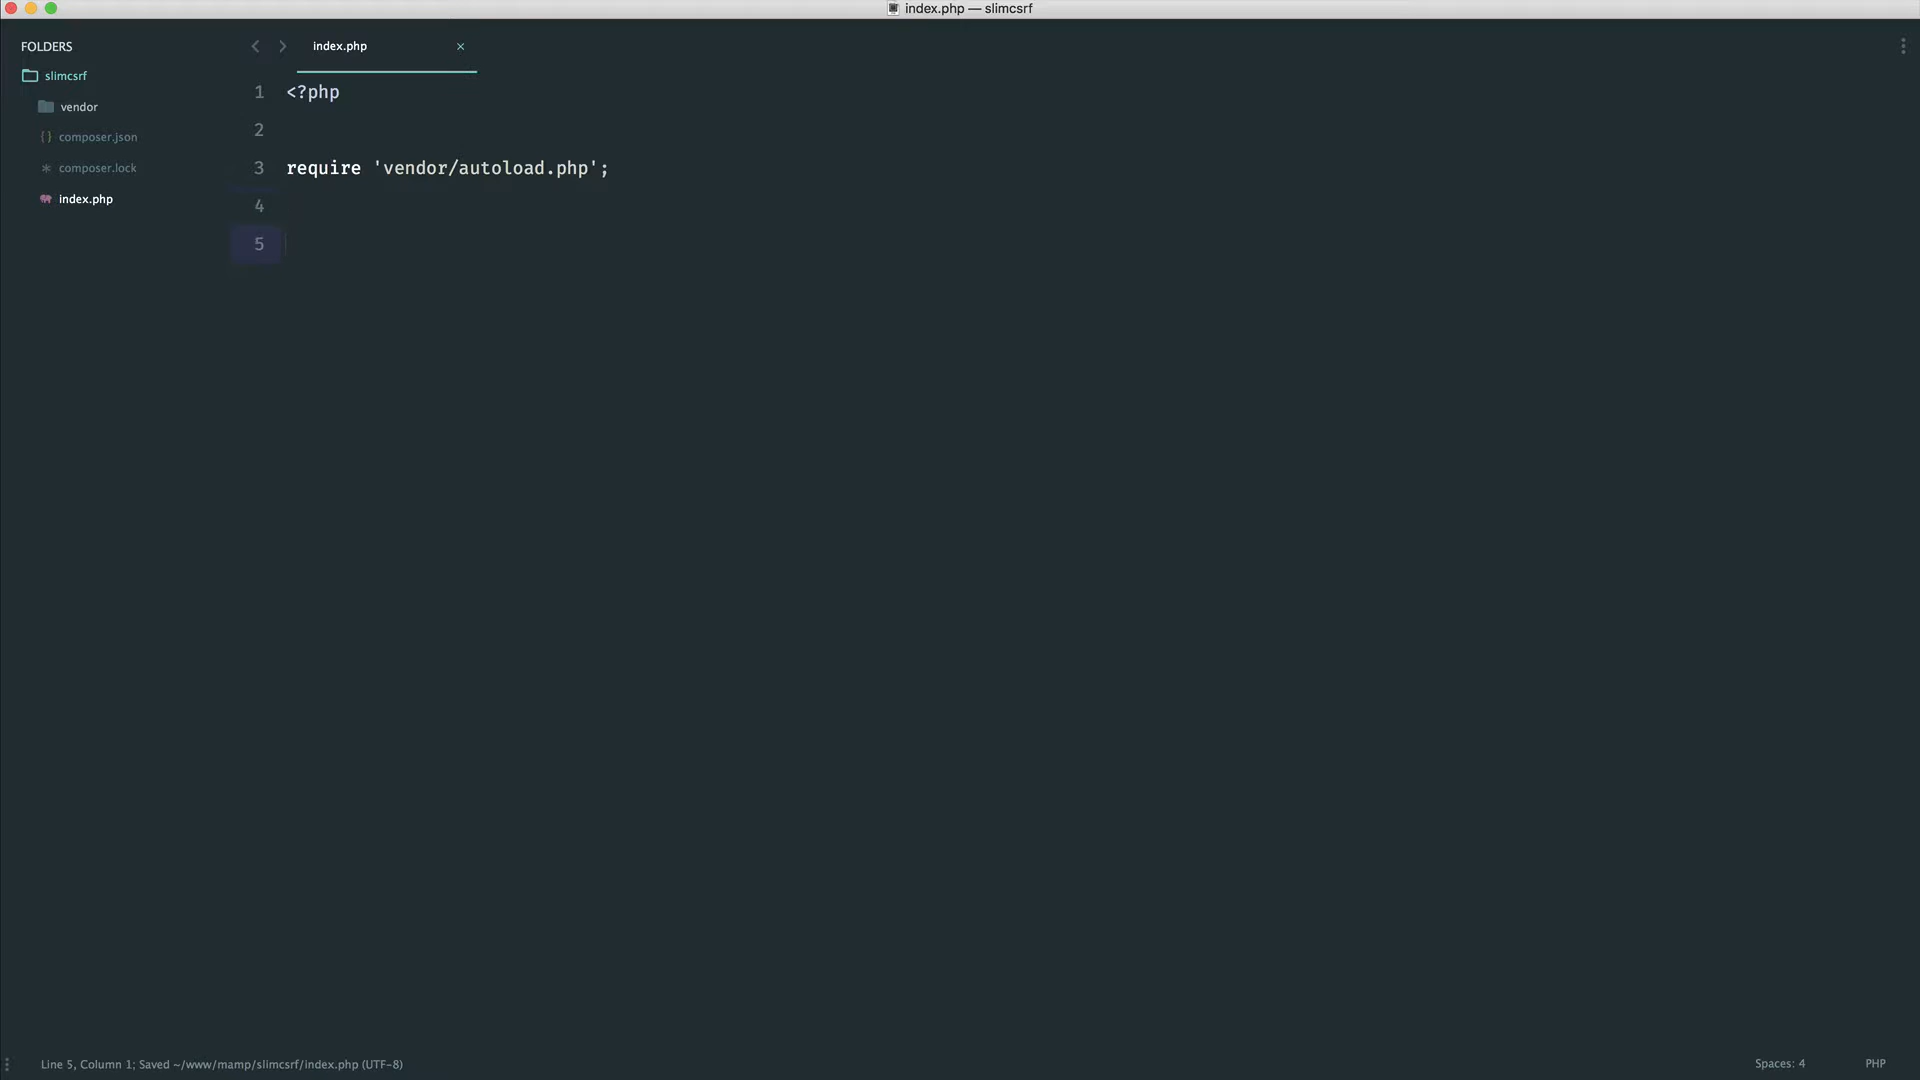 index.php — slimcsrf
FOLDERS
slimcsrf
vendor
composer.json
composer.lock
index.php
index.php ×
1 <?php
2
3 require 'vendor/autoload.php';
4
5
Line 5, Column 1; Saved ~/www/mamp/slimcsrf/index.php (UTF-8)
Spaces: 4
PHP